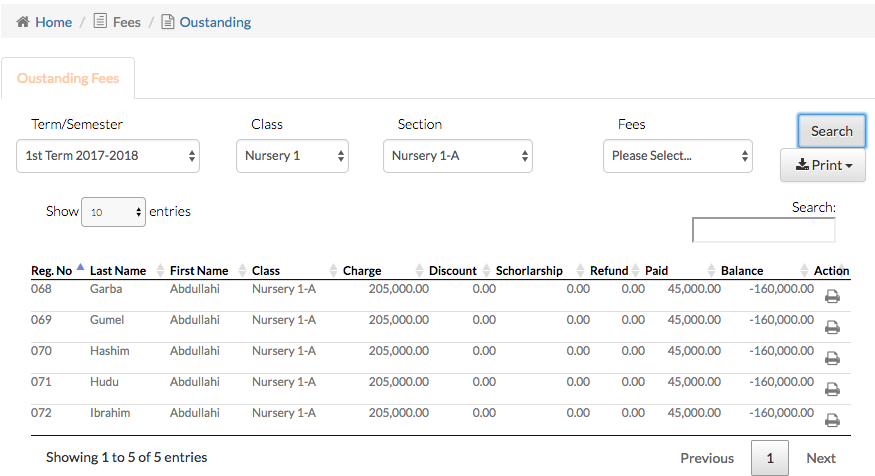 Home / Fees / Oustanding
Oustanding Fees
Term/Semester Class Section Fees
Search
1st Term 2017-2018 Nursery 1 Nursery 1-A Please Select...
Print
Show 10 entries
Search:
Reg. No Last Name First Name Class Charge Discount Schorlarship Refund Paid Balance Action
068 Garba Abdullahi Nursery 1-A 205,000.00 0.00 0.00 0.00 45,000.00 -160,000.00
069 Gumel Abdullahi Nursery 1-A 205,000.00 0.00 0.00 0.00 45,000.00 -160,000.00
070 Hashim Abdullahi Nursery 1-A 205,000.00 0.00 0.00 0.00 45,000.00 -160,000.00
071 Hudu Abdullahi Nursery 1-A 205,000.00 0.00 0.00 0.00 45,000.00 -160,000.00
072 Ibrahim Abdullahi Nursery 1-A 205,000.00 0.00 0.00 0.00 45,000.00 -160,000.00
Showing 1 to 5 of 5 entries
Previous 1 Next